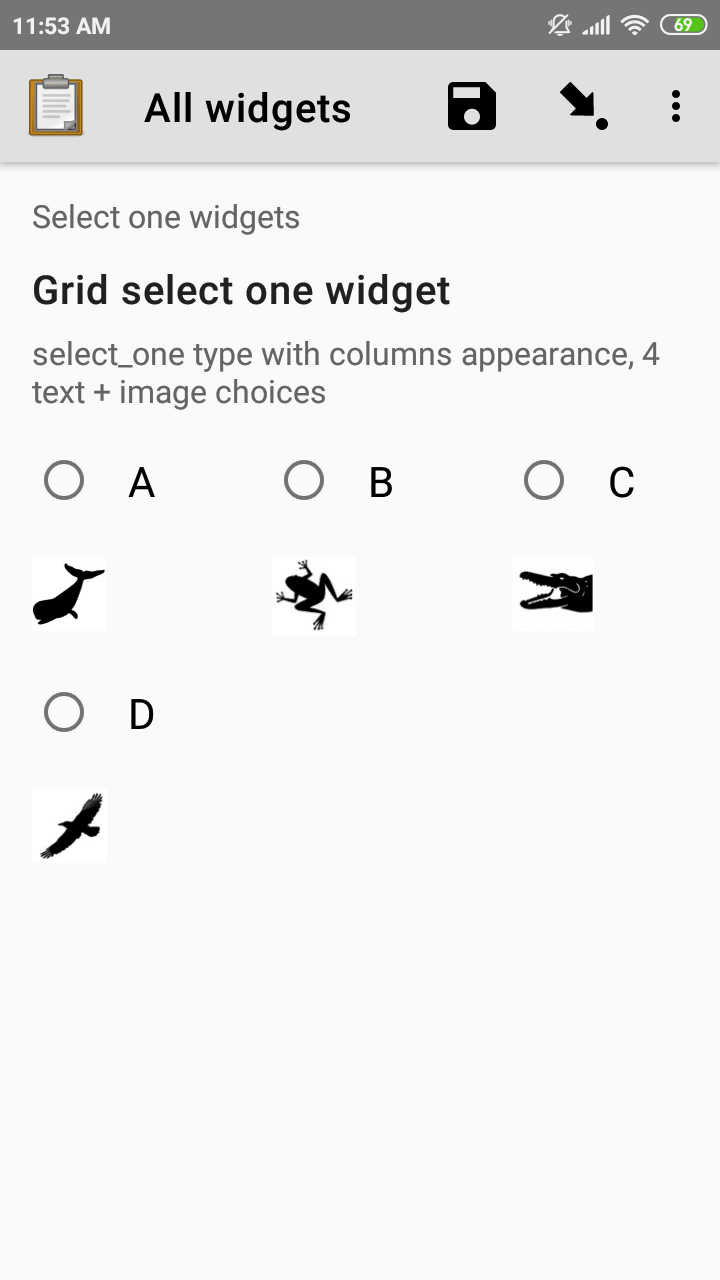 11:53 AM
69
All widgets
Select one widgets
Grid select one widget
select_one type with columns appearance, 4
text + image choices
A B C
D